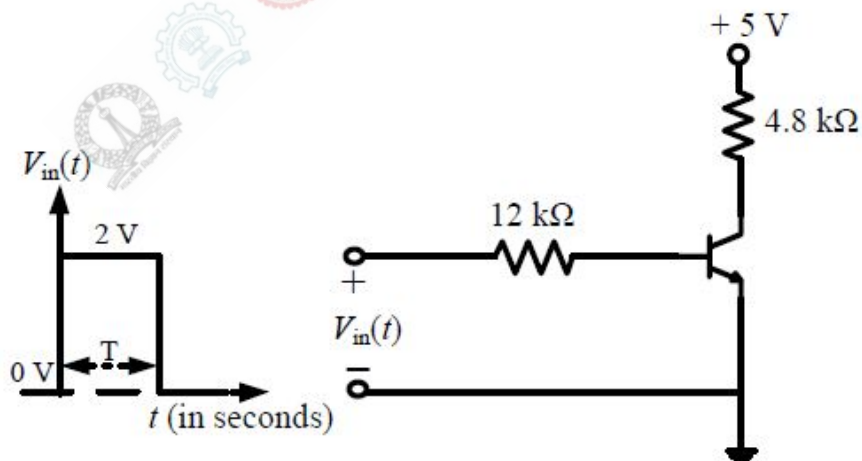 + 5 V
4.8 kΩ
V_in(t)
2 V
12 kΩ
+
V_in(t)
T
0 V
−
t (in seconds)